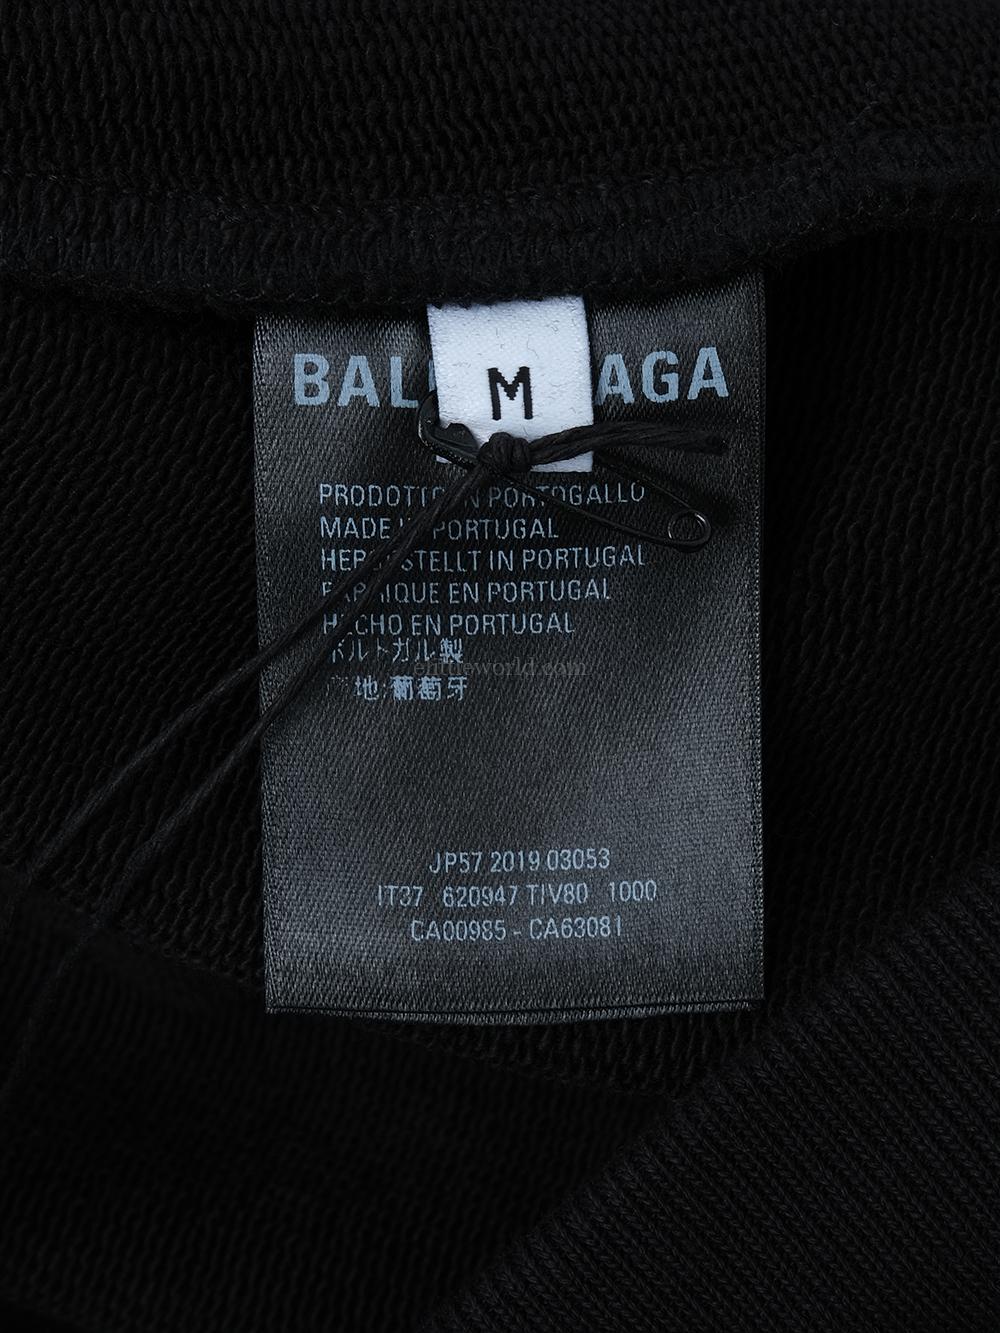 BAL AGA
M
PRODOTTO IN PORTOGALLO
MADE IN PORTUGAL
HERGESTELLT IN PORTUGAL
FABRIQUE EN PORTUGAL
HECHO EN PORTUGAL
ポルトガル製
地:葡萄牙
JP57 2019 03053
IT37 620947 TIV80 1000
CA00985 - CA63081